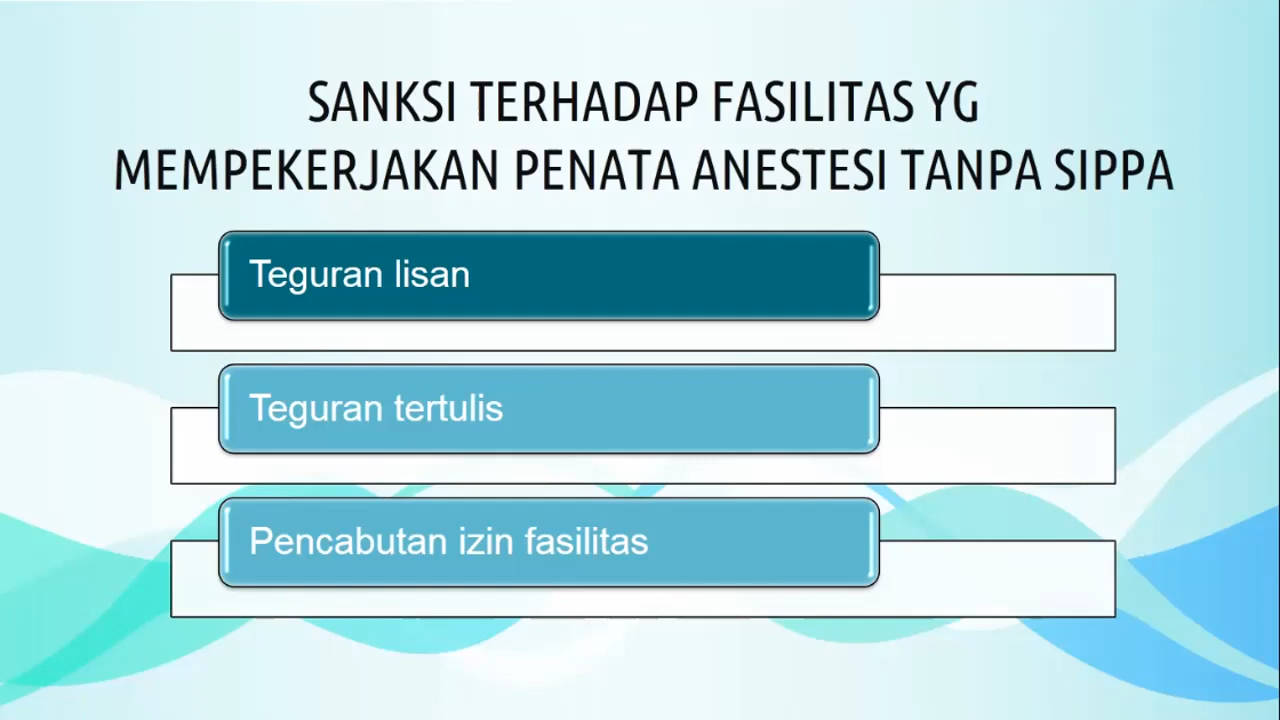 SANKSI TERHADAP FASILITAS YG
MEMPEKERJAKAN PENATA ANESTESI TANPA SIPPA
Teguran lisan
Teguran tertulis
Pencabutan izin fasilitas